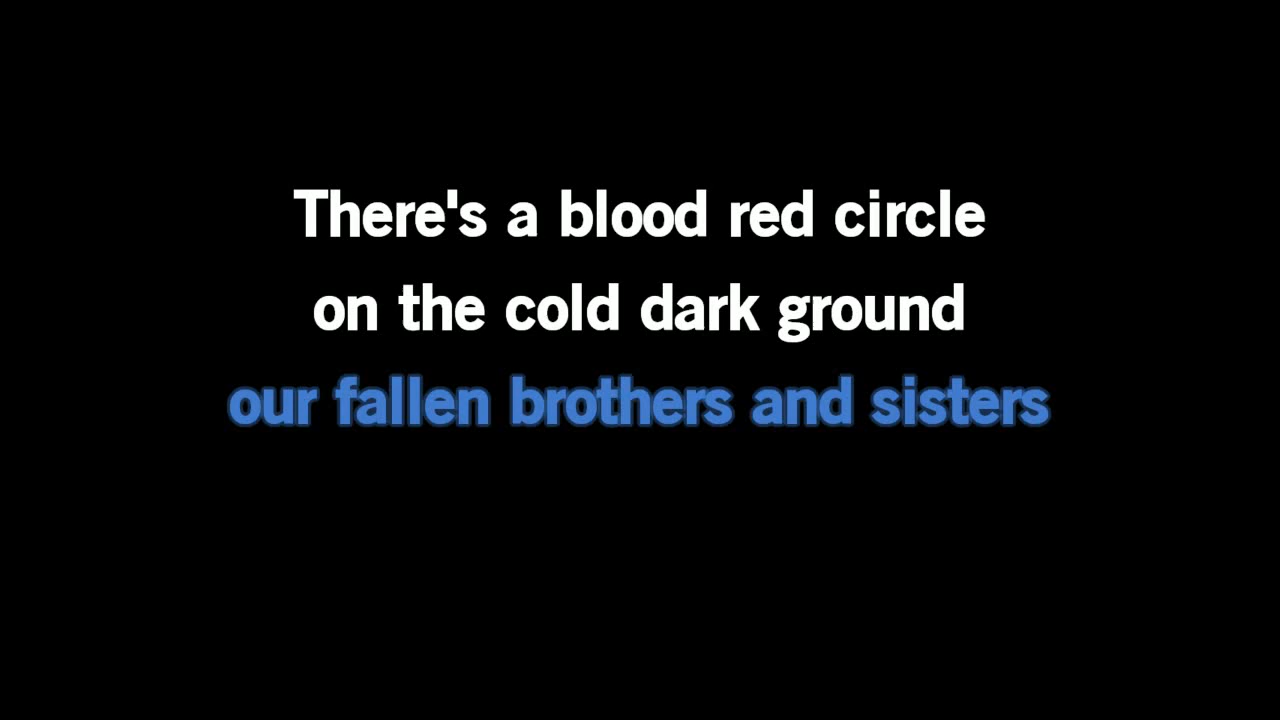 There's a blood red circle
on the cold dark ground
our fallen brothers and sisters